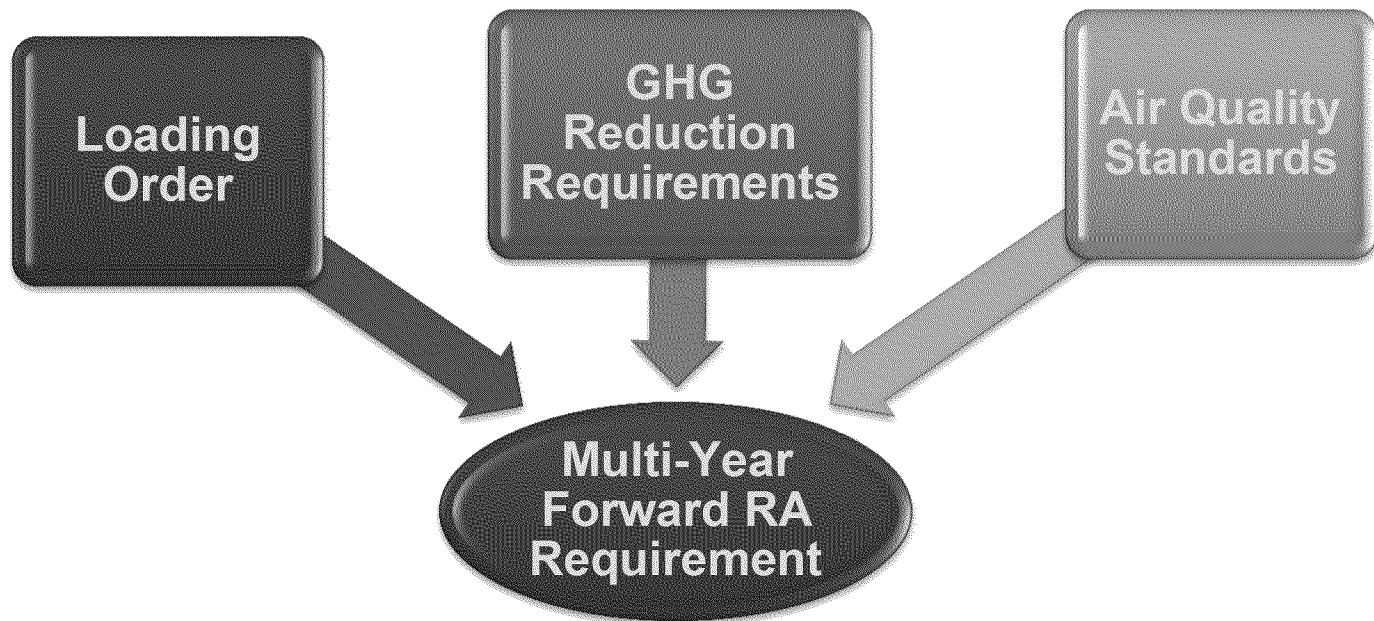 Loading
Order
GHG
Reduction
Requirements
Air Quality
Standards
Multi-Year
Forward RA
Requirement